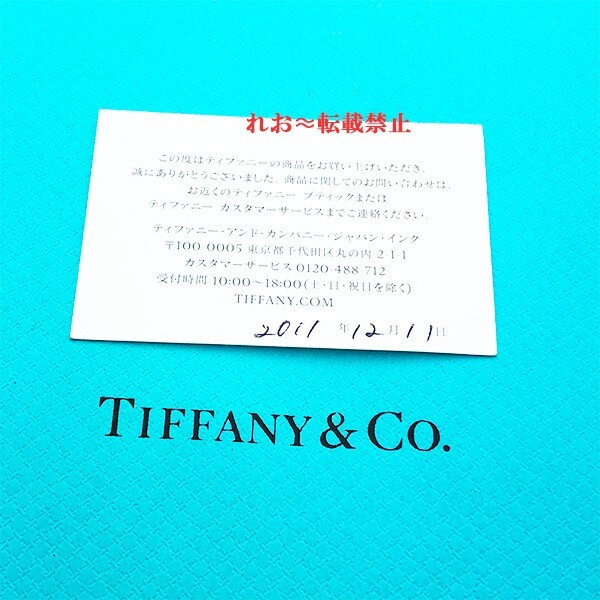 れお～転載禁止
この度はティファニーの商品をお買い上げいただき、
誠にありがとうございました。商品に関してのお問い合わせは、
お近くのティファニー ブティックまたは
ティファニー カスタマーサービスまでご連絡ください。
ティファニー・アンド・カンパニー・ジャパン・インク
〒100-0005 東京都千代田区丸の内 2-1-1
カスタマーサービス 0120-488-712
受付時間 10:00～18:00(土・日・祝日を除く)
TIFFANY.COM
2011 年 12 月 11 日
TIFFANY & CO.